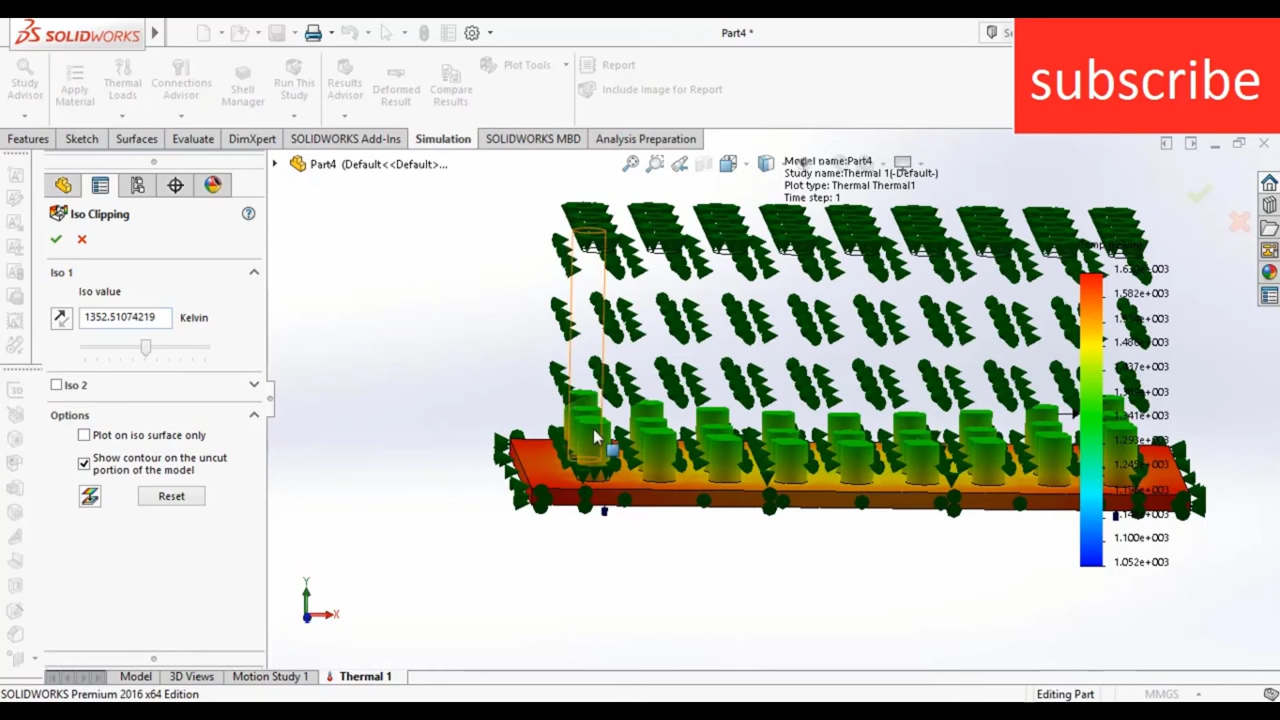 SOLIDWORKS
Part4 *
subscribe
Study Advisor
Apply Material
Thermal Loads
Connections Advisor
Shell Manager
Run This Study
Results Advisor
Deformed Result
Compare Results
Plot Tools
Report
Include Image for Report
Features
Sketch
Surfaces
Evaluate
DimXpert
SOLIDWORKS Add-Ins
Simulation
SOLIDWORKS MBD
Analysis Preparation
Part4 (Default<<Default)...
Model name:Part4
Study name:Thermal 1(-Default-)
Plot type: Thermal Thermal1
Time step: 1
Iso Clipping
Iso 1
Iso value
1352.51074219 Kelvin
Iso 2
Options
Plot on iso surface only
Show contour on the uncut
portion of the model
Reset
1.582e+003
1.100e+003
1.052e+003
Y
X
Model
3D Views
Motion Study 1
Thermal 1
SOLIDWORKS Premium 2016 x64 Edition
Editing Part
MMGS